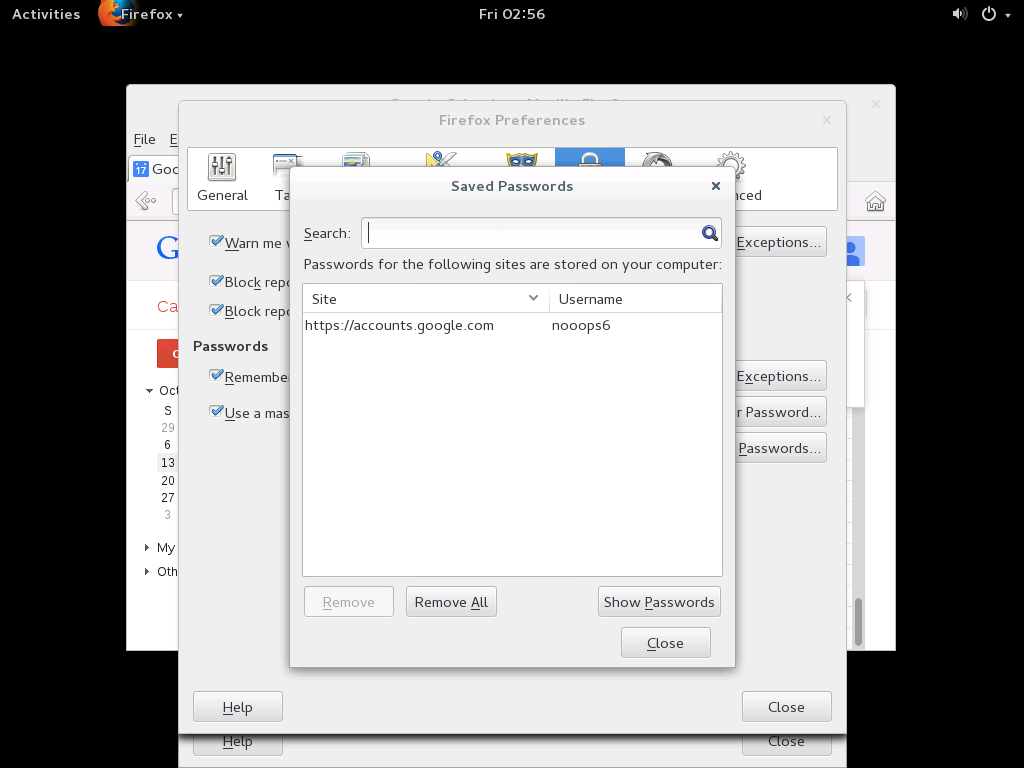 Activities Firefox Fri 02:56
Firefox Preferences
File E
17 Goo
General Ta nced
Saved Passwords
Search:
Passwords for the following sites are stored on your computer:
Site Username
https://accounts.google.com nooops6
Remove Remove All Show Passwords
Close
Warn me Exceptions...
Block repo
Block repo
Passwords
Remember Exceptions...
Use a mas r Password...
Passwords...
G
Ca
Oct
S
29
6
13
20
27
3
My
Oth
Help Close
Help Close